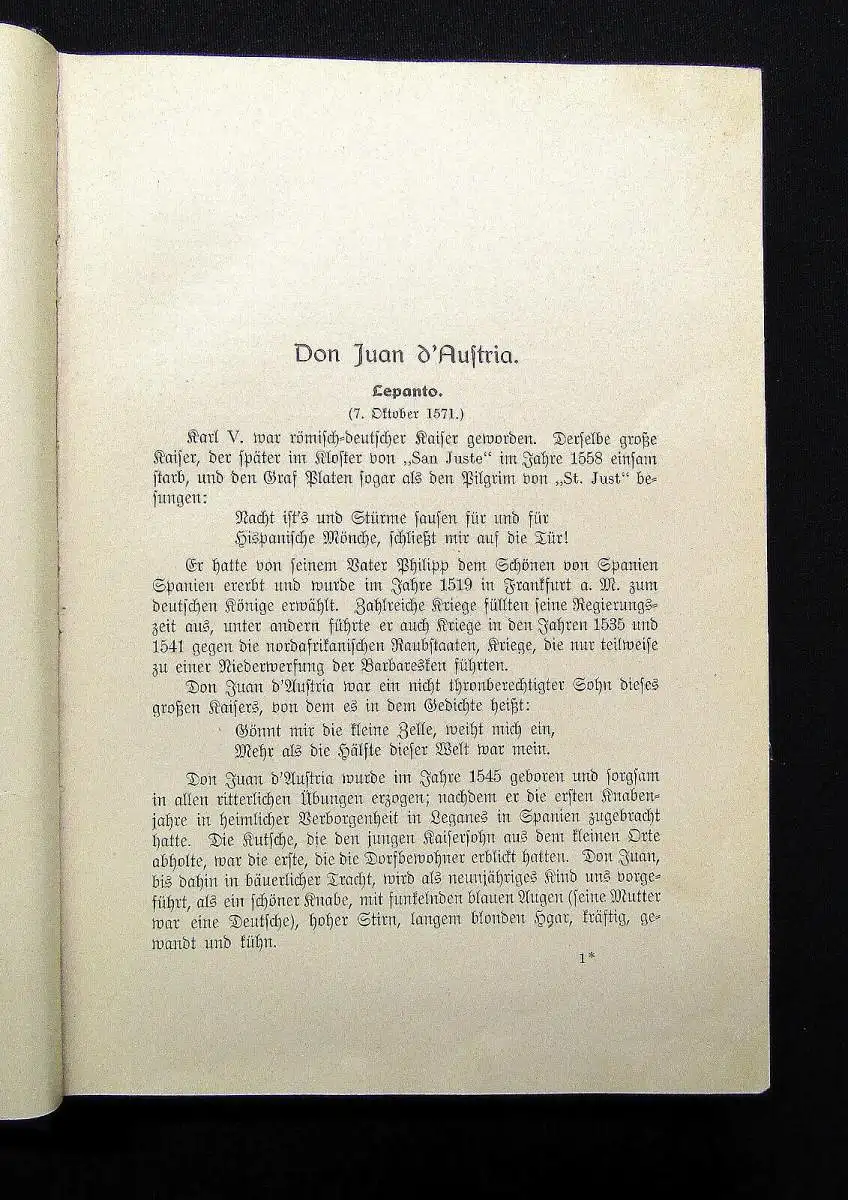 Don Juan d'Austria.
Lepanto.
(7. Oktober 1571.)
Karl V. war römisch-deutscher Kaiser geworden. Derselbe große
Kaiser, der später im Kloster von „San Juste“ im Jahre 1558 einsam
starb, und den Graf Platen sogar als den Pilgrim von „St. Just“ be-
sungen:
Nacht ist's und Stürme sausen für und für
Hispanische Mönche, schließt mir auf die Tür!
Er hatte von seinem Vater Philipp dem Schönen von Spanien
Spanien ererbt und wurde im Jahre 1519 in Frankfurt a. M. zum
deutschen Könige erwählt. Zahlreiche Kriege füllten seine Regierungs-
zeit aus, unter andern führte er auch Kriege in den Jahren 1535 und
1541 gegen die nordafrikanischen Raubstaaten, Kriege, die nur teilweise
zu einer Niederwerfung der Barbaresken führten.
Don Juan d'Austria war ein nicht thronberechtigter Sohn dieses
großen Kaisers, von dem es in dem Gedichte heißt:
Gönnt mir die kleine Zelle, weiht mich ein,
Mehr als die Hälfte dieser Welt war mein.
Don Juan d'Austria wurde im Jahre 1545 geboren und sorgsam
in allen ritterlichen Übungen erzogen; nachdem er die ersten Knaben-
jahre in heimlicher Verborgenheit in Leganes in Spanien zugebracht
hatte. Die Kutsche, die den jungen Kaisersohn aus dem kleinen Orte
abholte, war die erste, die die Dorfbewohner erblickt hatten. Don Juan,
bis dahin in bäuerlicher Tracht, wird als neunjähriges Kind uns vorge-
führt, als ein schöner Knabe, mit funkelnden blauen Augen (seine Mutter
war eine Deutsche), hoher Stirn, langem blonden Hgar, kräftig, ge-
wandt und kühn.
1*